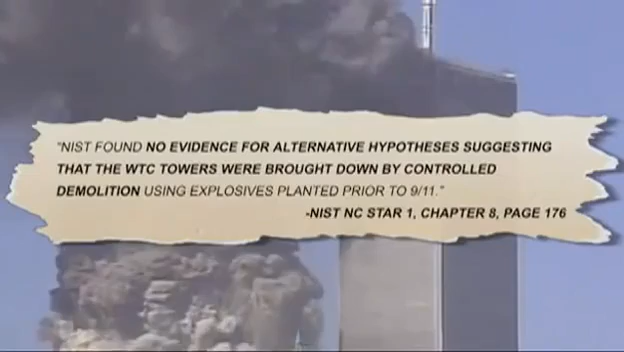 "NIST FOUND NO EVIDENCE FOR ALTERNATIVE HYPOTHESES SUGGESTING
THAT THE WTC TOWERS WERE BROUGHT DOWN BY CONTROLLED
DEMOLITION USING EXPLOSIVES PLANTED PRIOR TO 9/11."
-NIST NC STAR 1, CHAPTER 8, PAGE 176